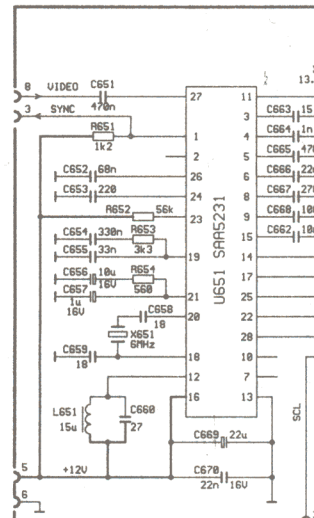 13.
8 VIDEO C651 27 11
470n 3 C663 15
3 SYNC R651 1 4 C664 1n
1k2 2 5 C665 47
C652 68n 26 6 C666 22
C653 220 24 8 C667 27
R652 56k 23 9 C668 10
C654 330n R653 15 C662 10
C655 33n 3k3 19 14
C656 10u R654 17
C657 16V 560 21 25
1u 16V C658 20 22
18 X651 6MHz 28
C659 18 18 10
12 7
16 13
U651 SAA5231
L651 15u C660 27
C669 22u
5 +12V C670
22n 16V
6
SCL